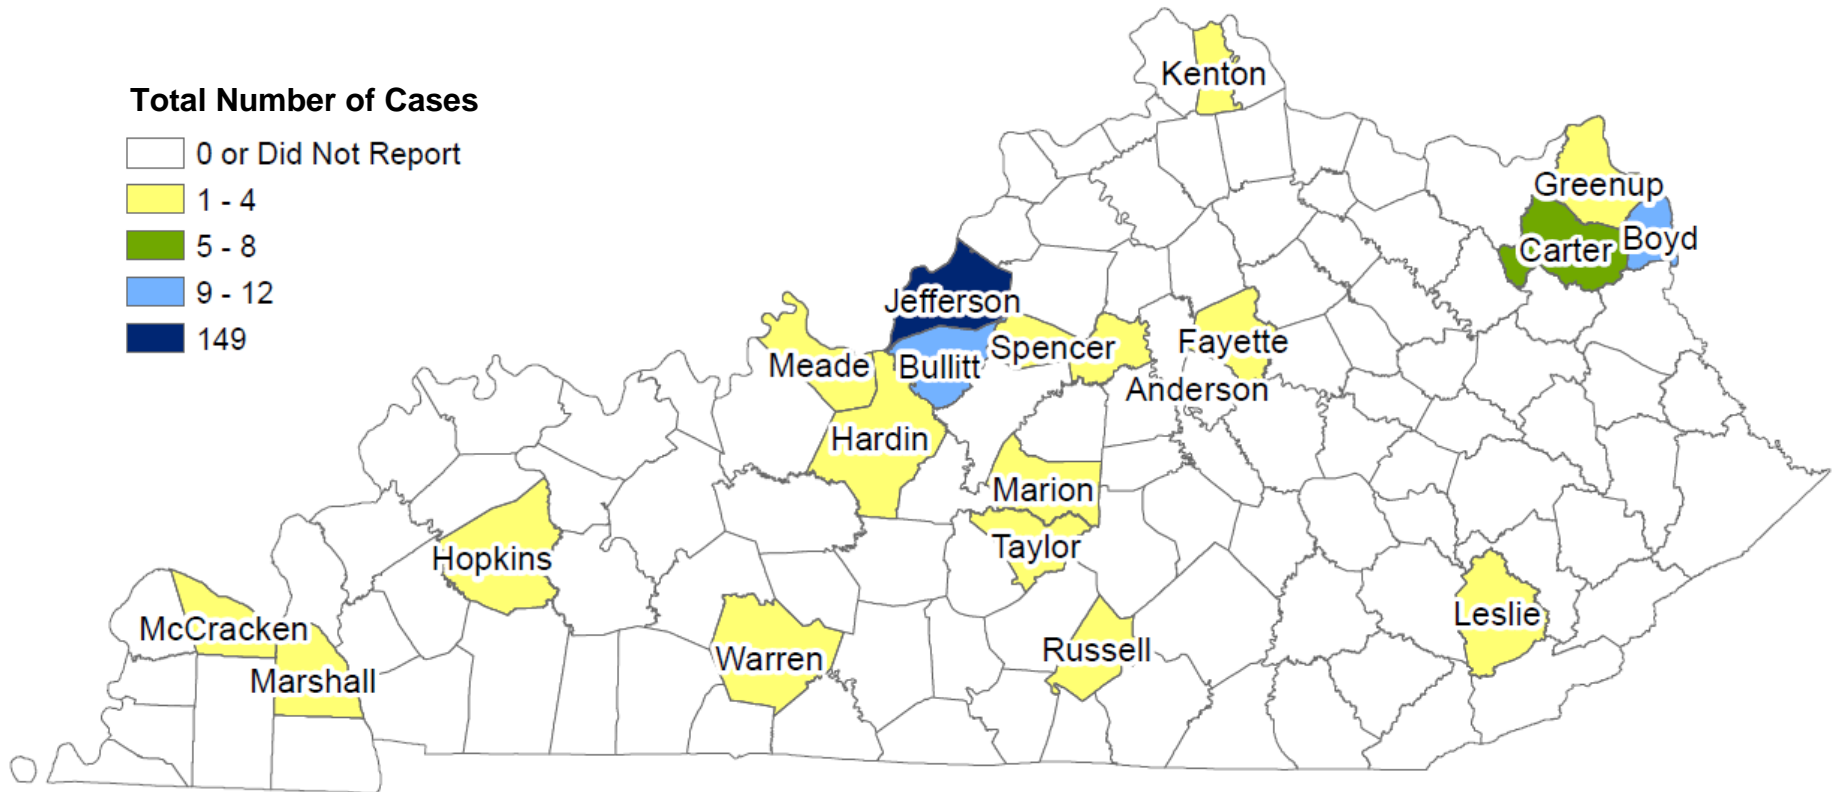 Total Number of Cases
0 or Did Not Report
1 - 4
5 - 8
9 - 12
149
Kenton
Greenup
Carter
Boyd
Jefferson
Meade
Bullitt
Spencer
Fayette
Anderson
Hardin
Marion
Taylor
Hopkins
McCracken
Marshall
Warren
Russell
Leslie